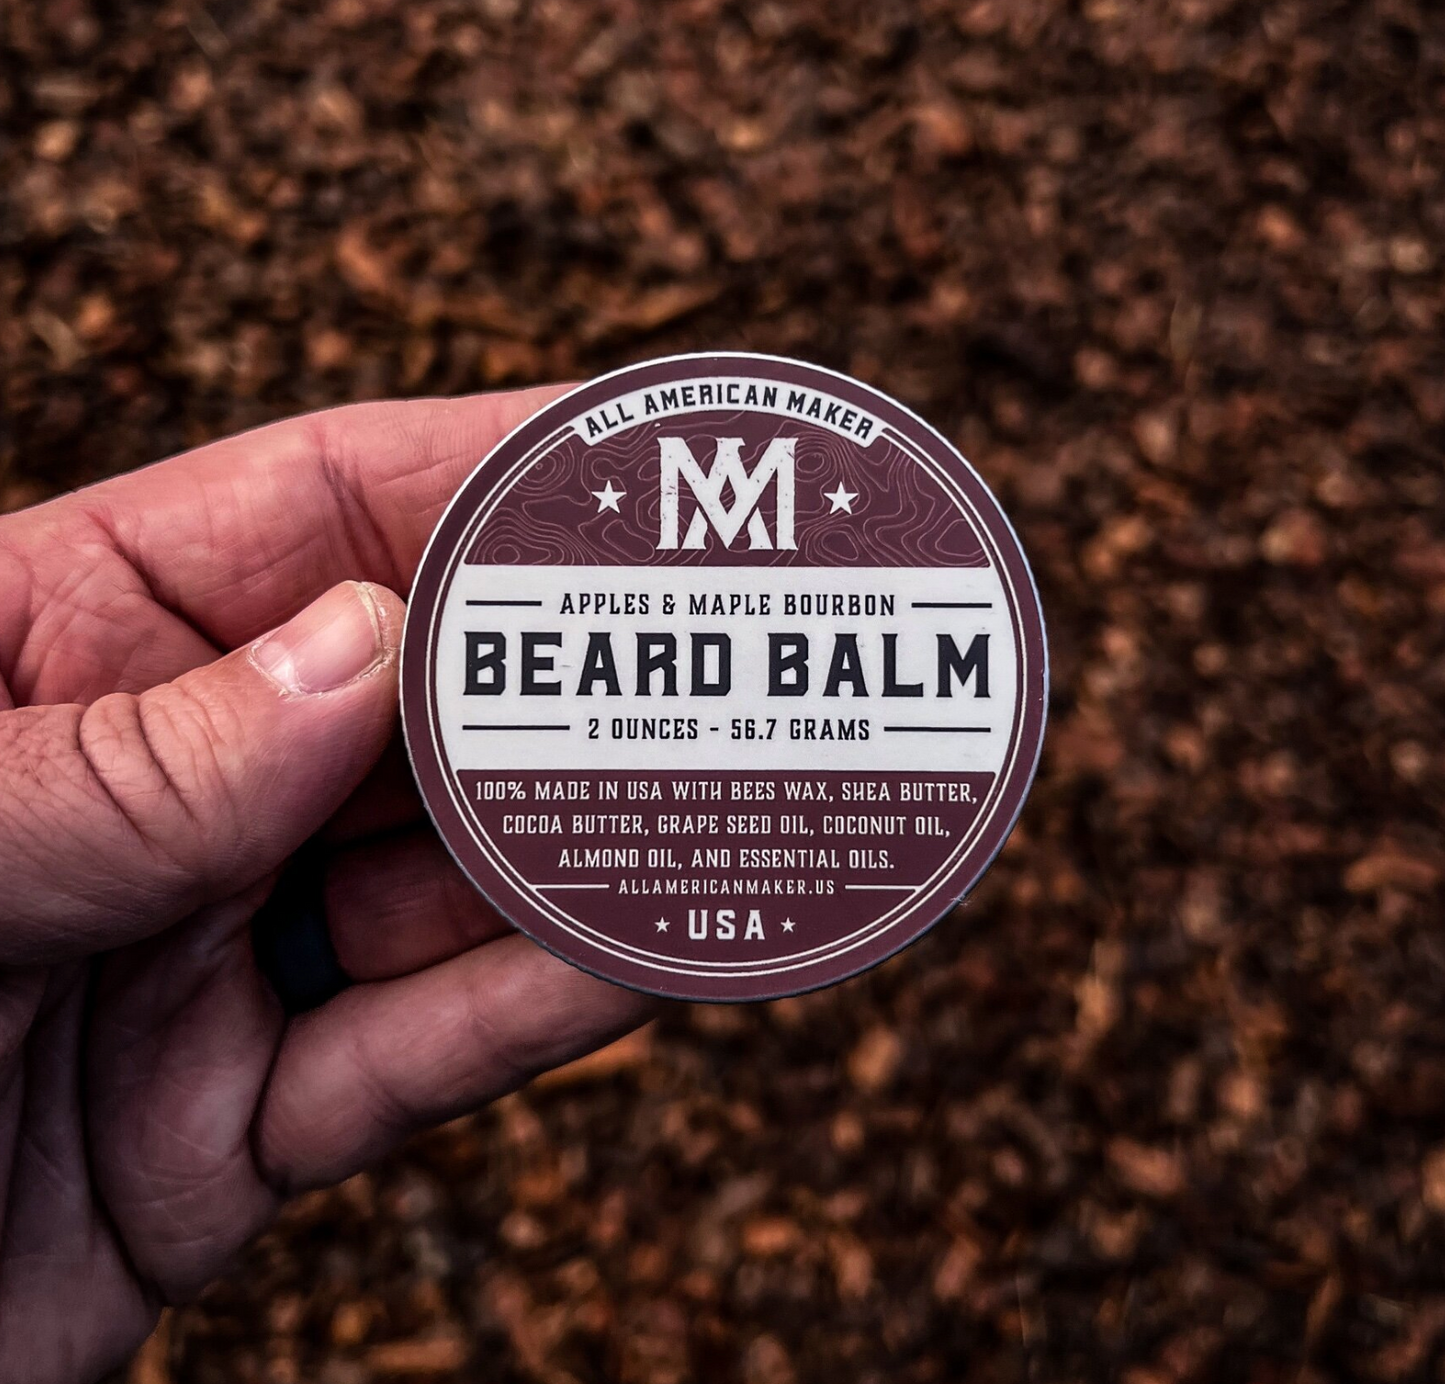 ALL AMERICAN MAKER
AM
APPLES & MAPLE BOURBON
BEARD BALM
2 OUNCES - 56.7 GRAMS
100% MADE IN USA WITH BEES WAX, SHEA BUTTER,
COCOA BUTTER, GRAPE SEED OIL, COCONUT OIL,
ALMOND OIL, AND ESSENTIAL OILS.
ALLAMERICANMAKER.US
USA